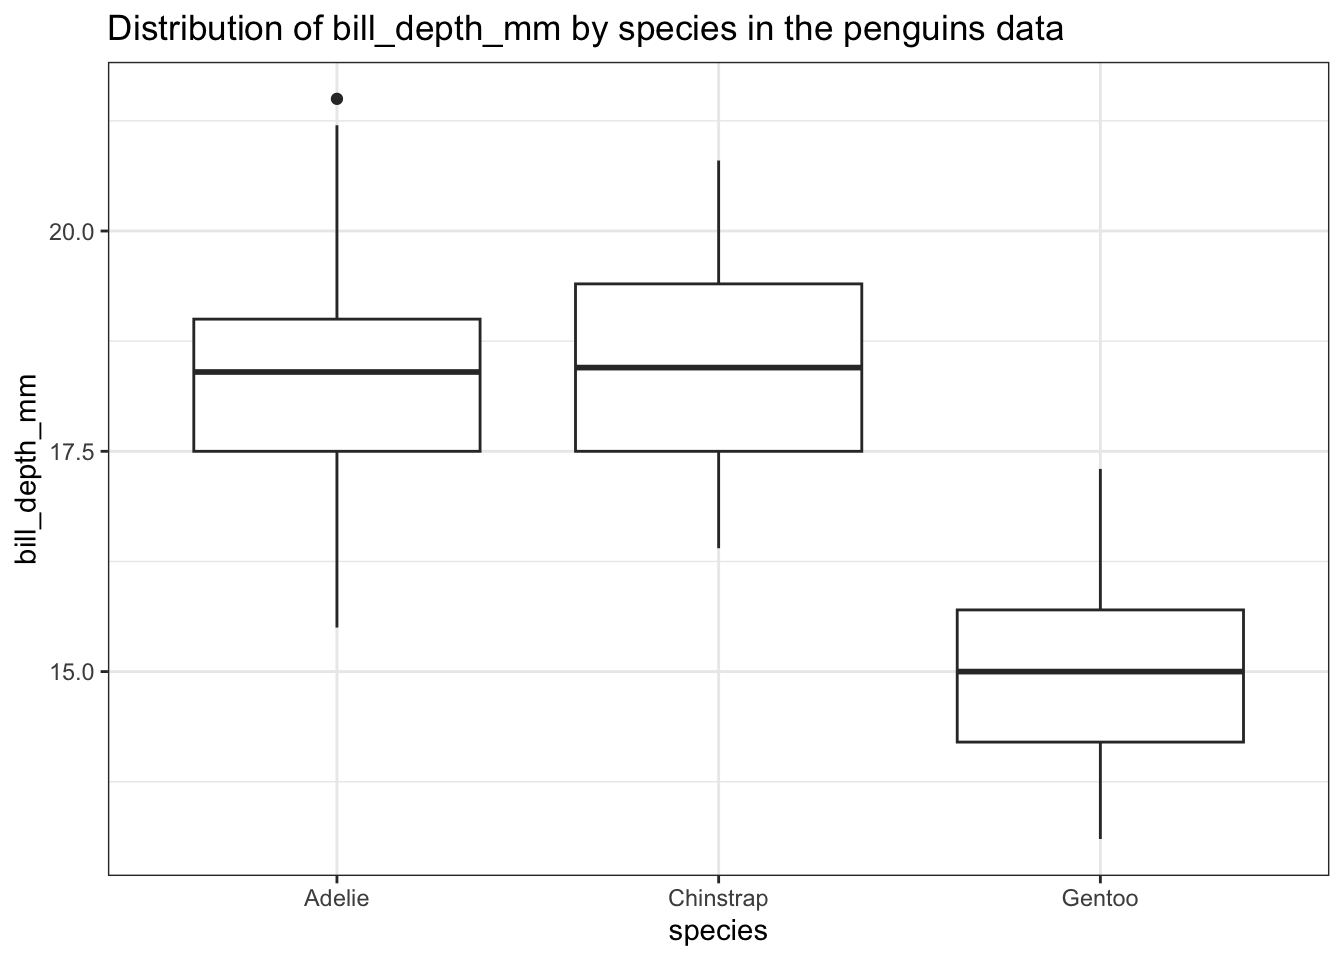 Distribution of bill_depth_mm by species in the penguins data
bill_depth_mm
20.0
17.5
15.0
Adelie
Chinstrap
Gentoo
species